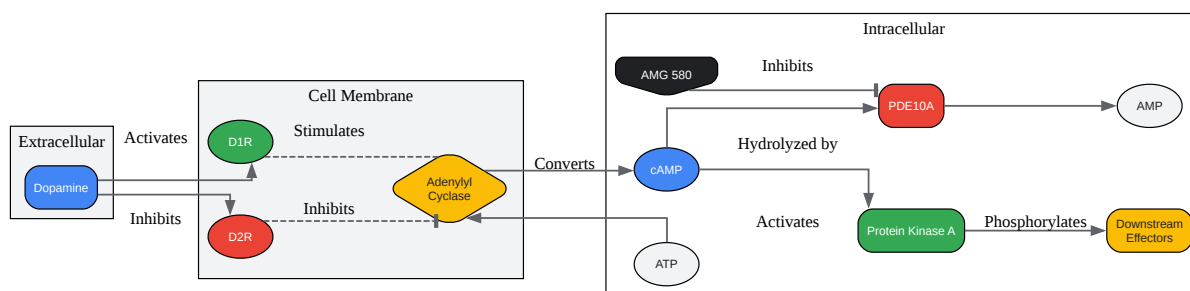 Intracellular
AMG 580
Inhibits
PDE10A
AMP
Cell Membrane
Extracellular
Activates
D1R
Stimulates
Hydrolyzed by
Converts
cAMP
Dopamine
Adenylyl
Cyclase
Inhibits
Inhibits
D2R
Activates
Protein Kinase A
Phosphorylates
Downstream
Effectors
ATP